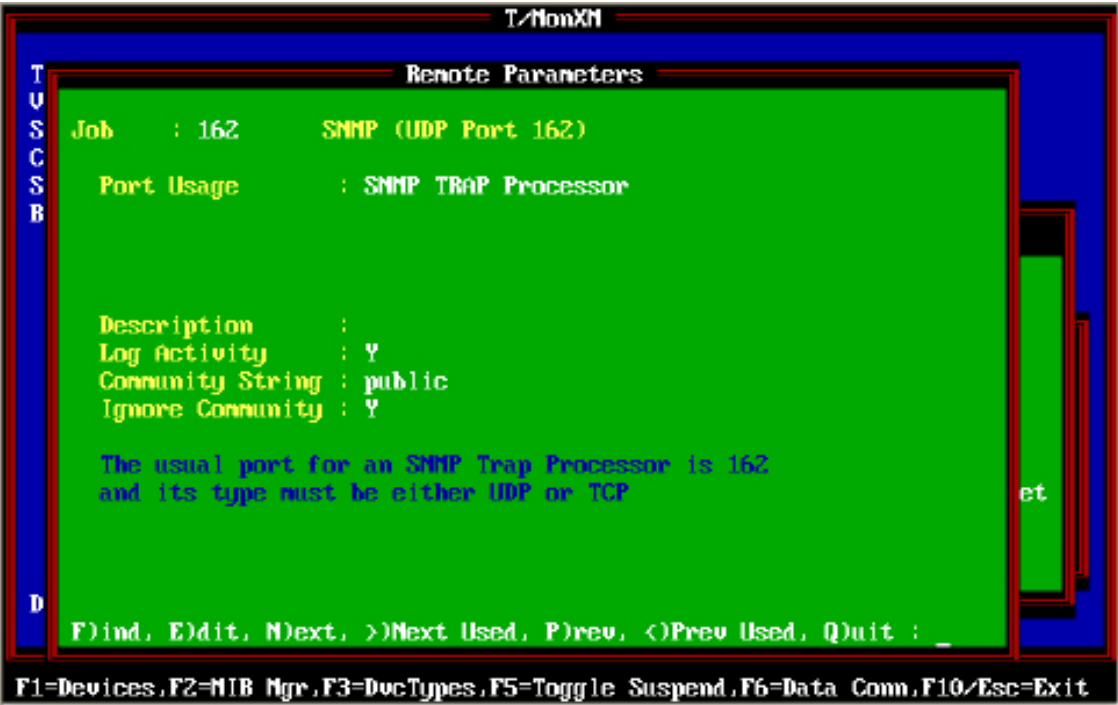 T/MonXM
Remote Parameters
T
V
S
C
S
B
Job : 162 SNMP (UDP Port 162)
Port Usage : SNMP TRAP Processor
Description :
Log Activity : Y
Community String : public
Ignore Community : Y
The usual port for an SNMP Trap Processor is 162
and its type must be either UDP or TCP
et
D
F)ind, E)dit, N)ext, >)Next Used, P)rev, <)Prev Used, Q)uit : _
F1=Devices,F2=MIB Mgr,F3=DvcTypes,F5=Toggle Suspend,F6=Data Conn,F10/Esc=Exit